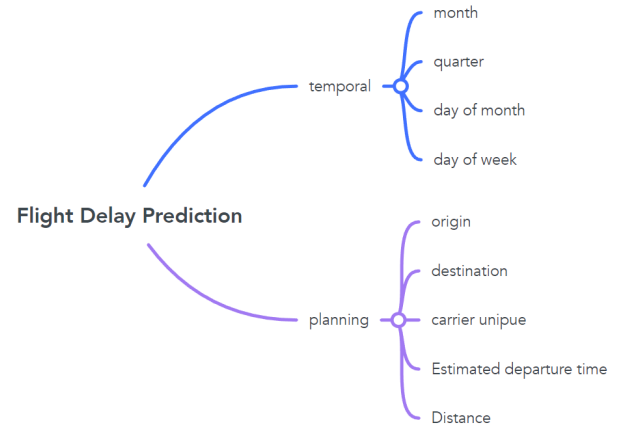 Flight Delay Prediction
temporal
month
quarter
day of month
day of week
planning
origin
destination
carrier unipue
Estimated departure time
Distance